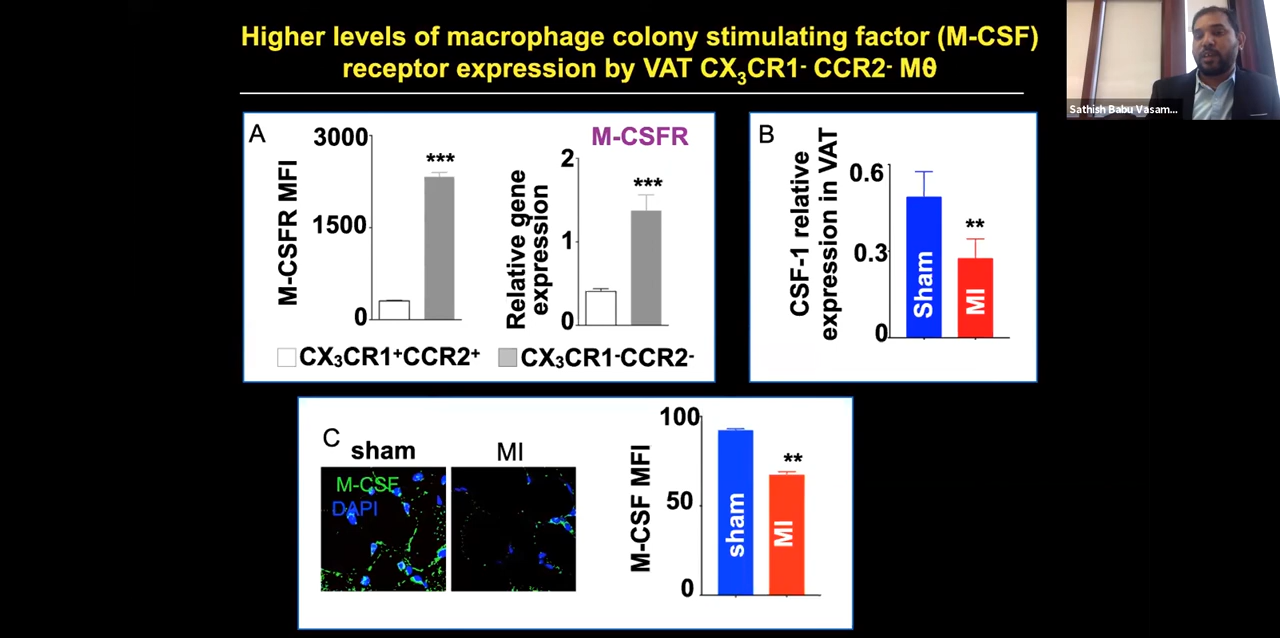 Higher levels of macrophage colony stimulating factor (M-CSF)
receptor expression by VAT CX₃CR1⁻ CCR2⁻ Mθ
Sathish Babu Vasam...
A
M-CSFR MFI
3000
1500
0
***
M-CSFR
Relative gene
expression
2
1
0
***
CX₃CR1⁺CCR2⁺
CX₃CR1⁻CCR2⁻
B
CSF-1 relative
expression in VAT
0.6
0.3
0
**
Sham
MI
C
sham
MI
M-CSF
DAPI
M-CSF MFI
100
50
0
**
sham
MI